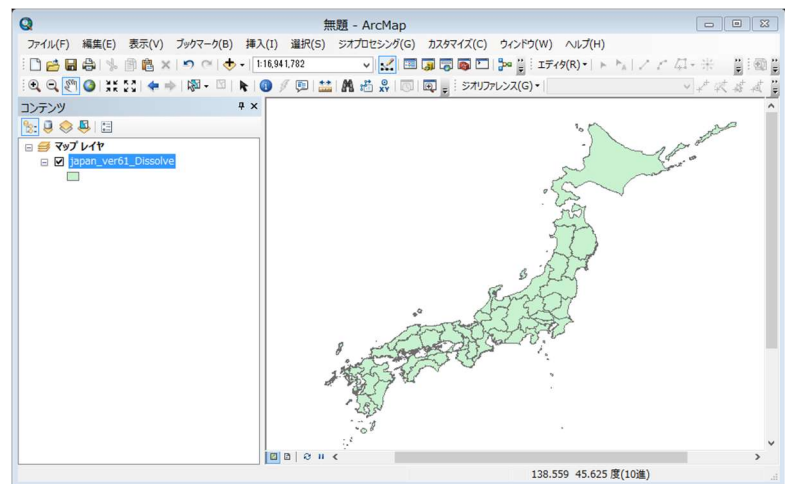 無題 - ArcMap
ファイル(F) 編集(E) 表示(V) ブックマーク(B) 挿入(I) 選択(S) ジオプロセシング(G) カスタマイズ(C) ウィンドウ(W) ヘルプ(H)
1:16,941,782 エディタ(R)
ジオリファレンス(G)
コンテンツ
マップ レイヤ
japan_ver61_Dissolve
138.559 45.625 度(10進)